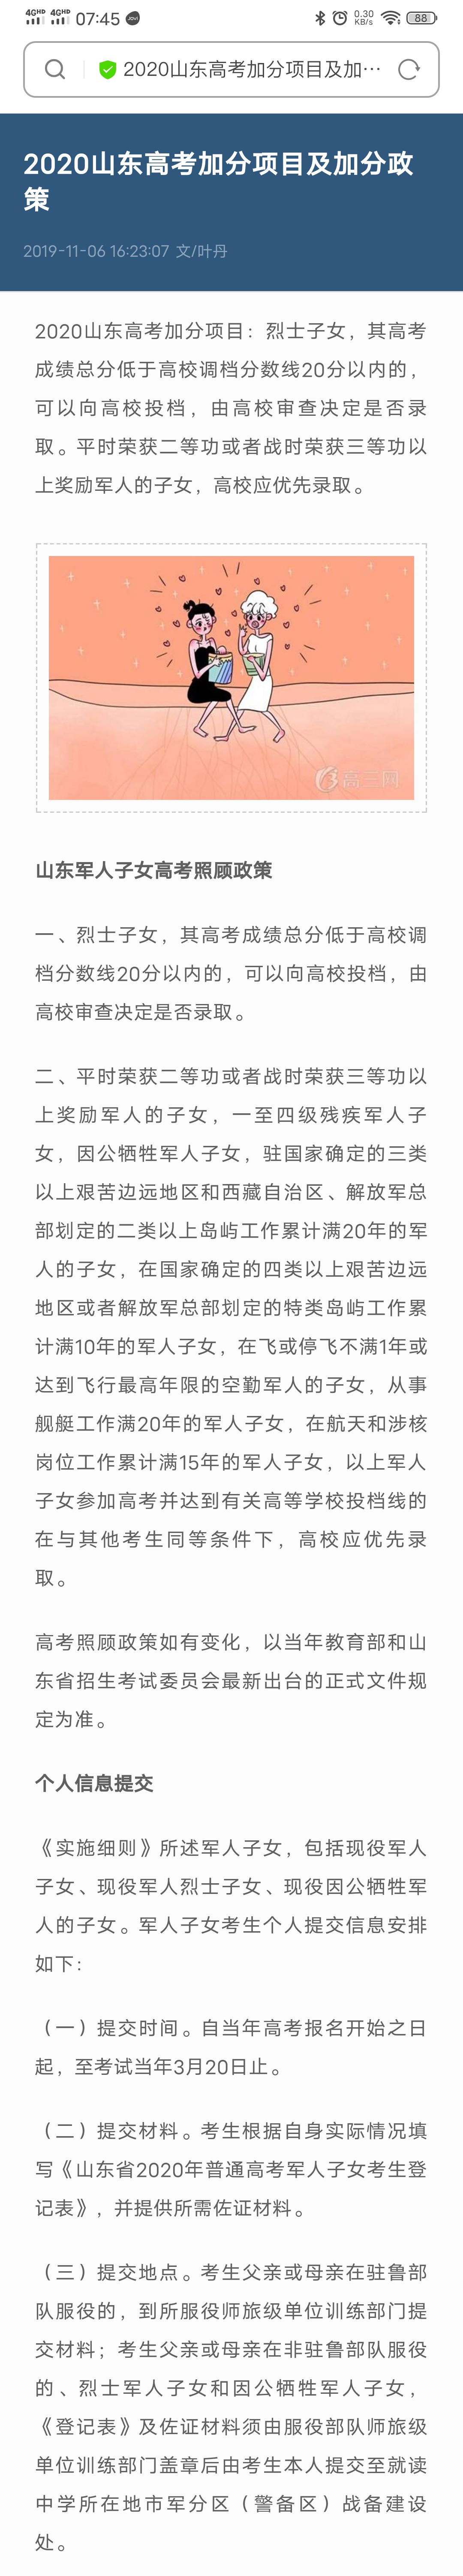 4GHD 4GHD 07:45 JOVI 0.30 KB/s 88
2020山东高考加分项目及加…
2020山东高考加分项目及加分政
策
2019-11-06 16:23:07 文/叶丹
2020山东高考加分项目：烈士子女，其高考
成绩总分低于高校调档分数线20分以内的，
可以向高校投档，由高校审查决定是否录
取。平时荣获二等功或者战时荣获三等功以
上奖励军人的子女，高校应优先录取。
高三网
山东军人子女高考照顾政策
一、烈士子女，其高考成绩总分低于高校调
档分数线20分以内的，可以向高校投档，由
高校审查决定是否录取。
二、平时荣获二等功或者战时荣获三等功以
上奖励军人的子女，一至四级残疾军人子
女，因公牺牲军人子女，驻国家确定的三类
以上艰苦边远地区和西藏自治区、解放军总
部划定的二类以上岛屿工作累计满20年的军
人的子女，在国家确定的四类以上艰苦边远
地区或者解放军总部划定的特类岛屿工作累
计满10年的军人子女，在飞或停飞不满1年或
达到飞行最高年限的空勤军人的子女，从事
舰艇工作满20年的军人子女，在航天和涉核
岗位工作累计满15年的军人子女，以上军人
子女参加高考并达到有关高等学校投档线的
在与其他考生同等条件下，高校应优先录
取。
高考照顾政策如有变化，以当年教育部和山
东省招生考试委员会最新出台的正式文件规
定为准。
个人信息提交
《实施细则》所述军人子女，包括现役军人
子女、现役军人烈士子女、现役因公牺牲军
人的子女。军人子女考生个人提交信息安排
如下：
（一）提交时间。自当年高考报名开始之日
起，至考试当年3月20日止。
（二）提交材料。考生根据自身实际情况填
写《山东省2020年普通高考军人子女考生登
记表》，并提供所需佐证材料。
（三）提交地点。考生父亲或母亲在驻鲁部
队服役的，到所服役师旅级单位训练部门提
交材料；考生父亲或母亲在非驻鲁部队服役
的、烈士军人子女和因公牺牲军人子女，
《登记表》及佐证材料须由服役部队师旅级
单位训练部门盖章后由考生本人提交至就读
中学所在地市军分区（警备区）战备建设
处。